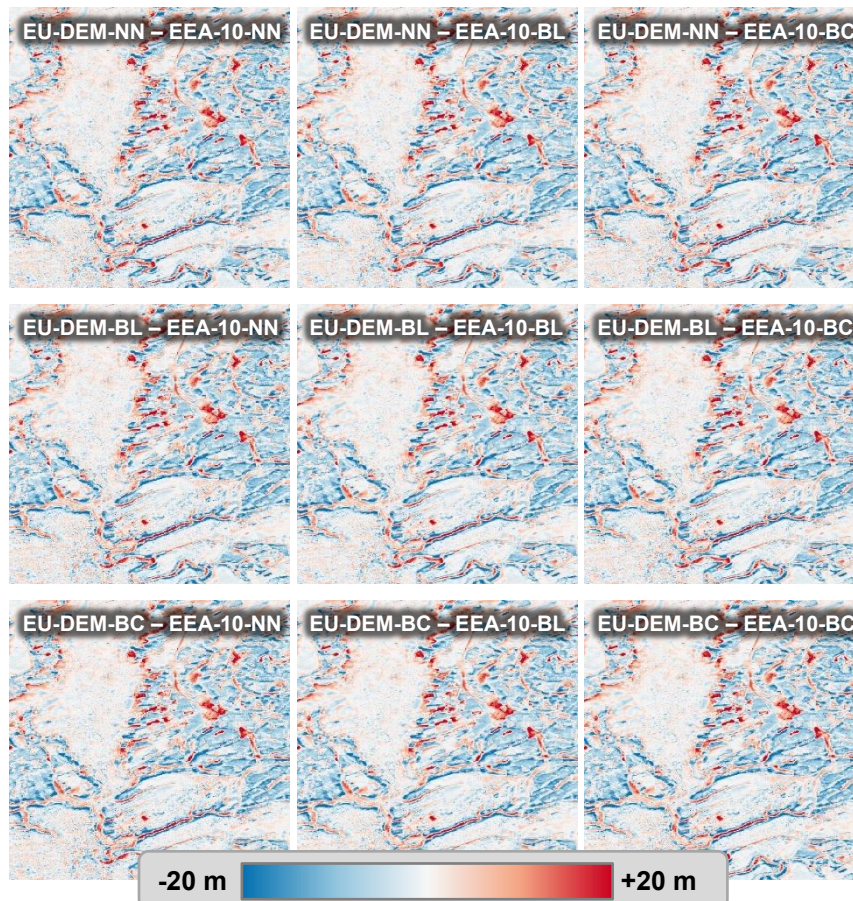 EU-DEM-NN – EEA-10-NN
EU-DEM-NN – EEA-10-BL
EU-DEM-NN – EEA-10-BC
EU-DEM-BL – EEA-10-NN
EU-DEM-BL – EEA-10-BL
EU-DEM-BL – EEA-10-BC
EU-DEM-BC – EEA-10-NN
EU-DEM-BC – EEA-10-BL
EU-DEM-BC – EEA-10-BC
-20 m +20 m